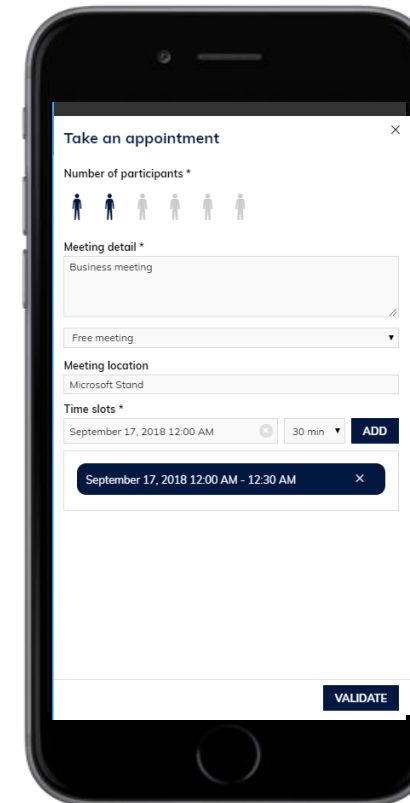 Take an appointment
Number of participants *
Meeting detail *
Business meeting
Free meeting
Meeting location
Microsoft Stand
Time slots *
September 17, 2018 12:00 AM 30 min ADD
September 17, 2018 12:00 AM - 12:30 AM
VALIDATE